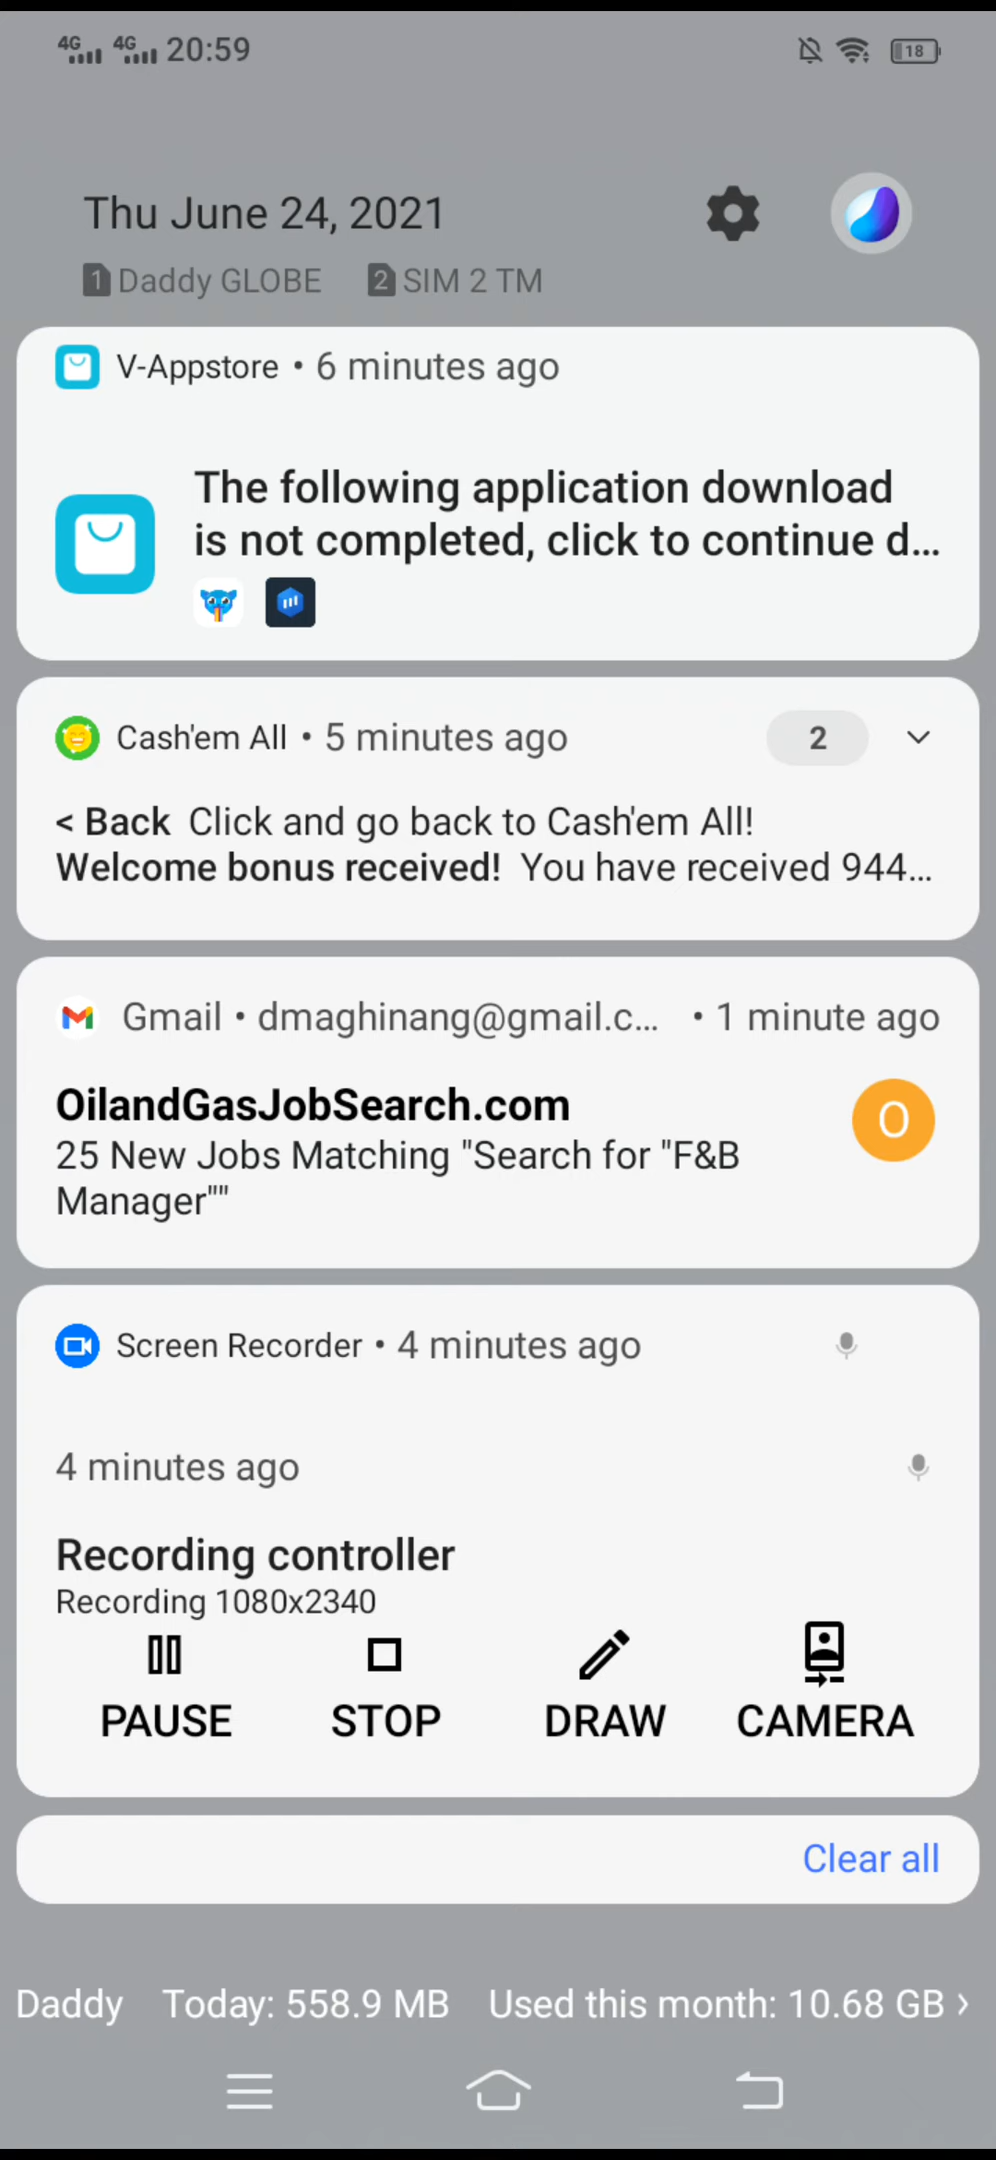 4G 4G 20:59 18
Thu June 24, 2021
1 Daddy GLOBE 2 SIM 2 TM
V-Appstore • 6 minutes ago
The following application download
is not completed, click to continue d...
Cash'em All • 5 minutes ago 2
< Back Click and go back to Cash'em All!
Welcome bonus received! You have received 944...
Gmail • dmaghinang@gmail.c... • 1 minute ago
OilandGasJobSearch.com
O
25 New Jobs Matching "Search for "F&B
Manager""
Screen Recorder • 4 minutes ago
4 minutes ago
Recording controller
Recording 1080x2340
PAUSE STOP DRAW CAMERA
Clear all
Daddy Today: 558.9 MB Used this month: 10.68 GB >